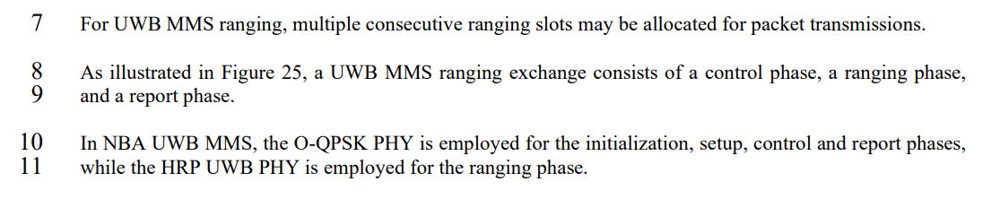 7 For UWB MMS ranging, multiple consecutive ranging slots may be allocated for packet transmissions.
8 As illustrated in Figure 25, a UWB MMS ranging exchange consists of a control phase, a ranging phase,
9 and a report phase.
10 In NBA UWB MMS, the O-QPSK PHY is employed for the initialization, setup, control and report phases,
11 while the HRP UWB PHY is employed for the ranging phase.